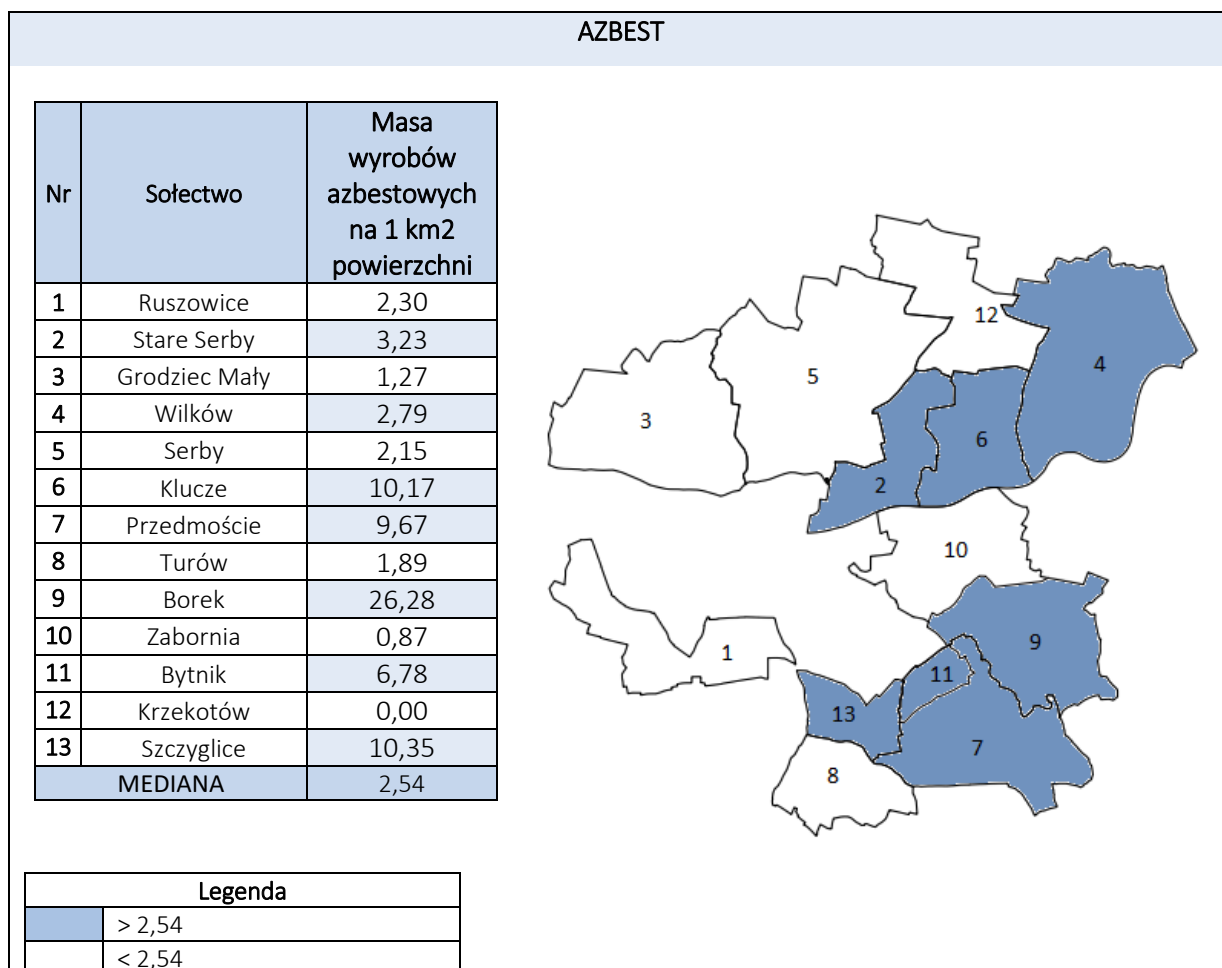 AZBEST
Nr Sołectwo Masa
wyrobów
azbestowych
na 1 km2
powierzchni
1 Ruszowice 2,30
2 Stare Serby 3,23
3 Grodziec Mały 1,27
4 Wilków 2,79
5 Serby 2,15
6 Klucze 10,17
7 Przedmoście 9,67
8 Turów 1,89
9 Borek 26,28
10 Zabornia 0,87
11 Bytnik 6,78
12 Krzekotów 0,00
13 Szczyglice 10,35
MEDIANA 2,54
12
4
5
3
6
2
10
9
1
11
13
7
8
Legenda
> 2,54
< 2,54